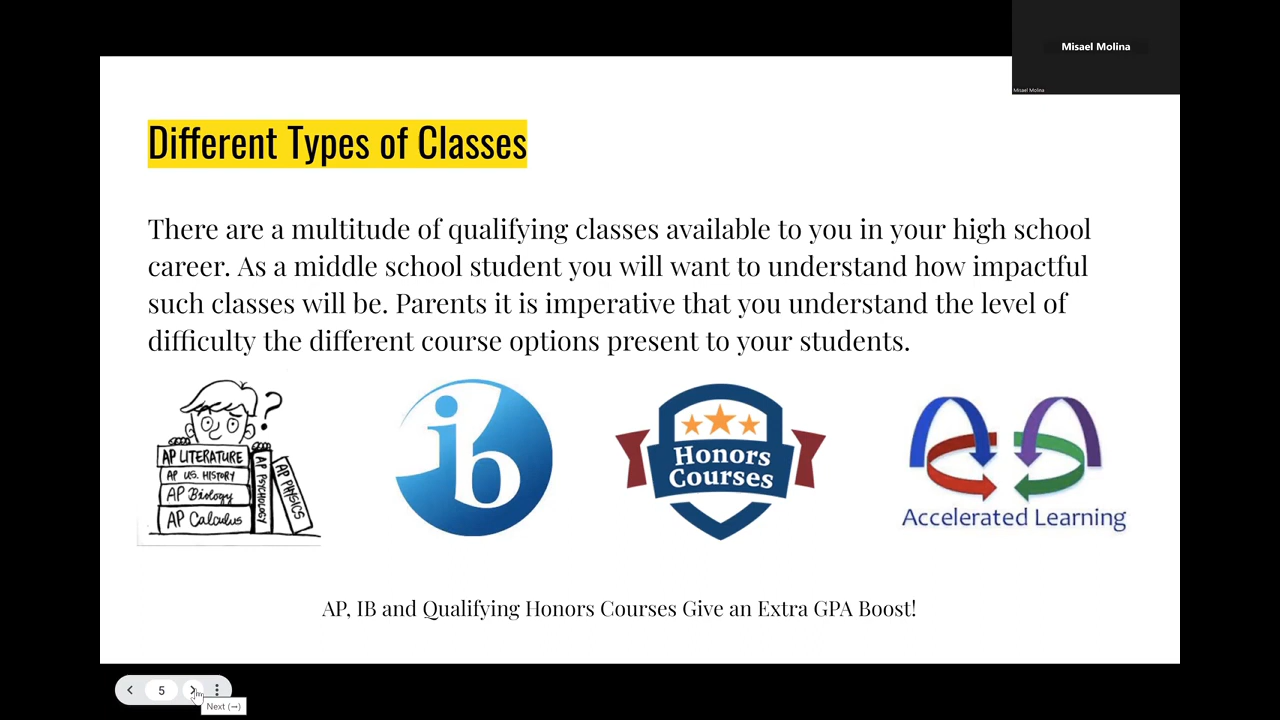 Misael Molina
Misael Molina
Different Types of Classes
There are a multitude of qualifying classes available to you in your high school
career. As a middle school student you will want to understand how impactful
such classes will be. Parents it is imperative that you understand the level of
difficulty the different course options present to your students.
?
AP LITERATURE
AP U.S. HISTORY
AP Biology
AP Calculus
AP PSYCHOLOGY
AP PHYSICS
ib
Honors
Courses
Accelerated Learning
AP, IB and Qualifying Honors Courses Give an Extra GPA Boost!
5
Next (→)